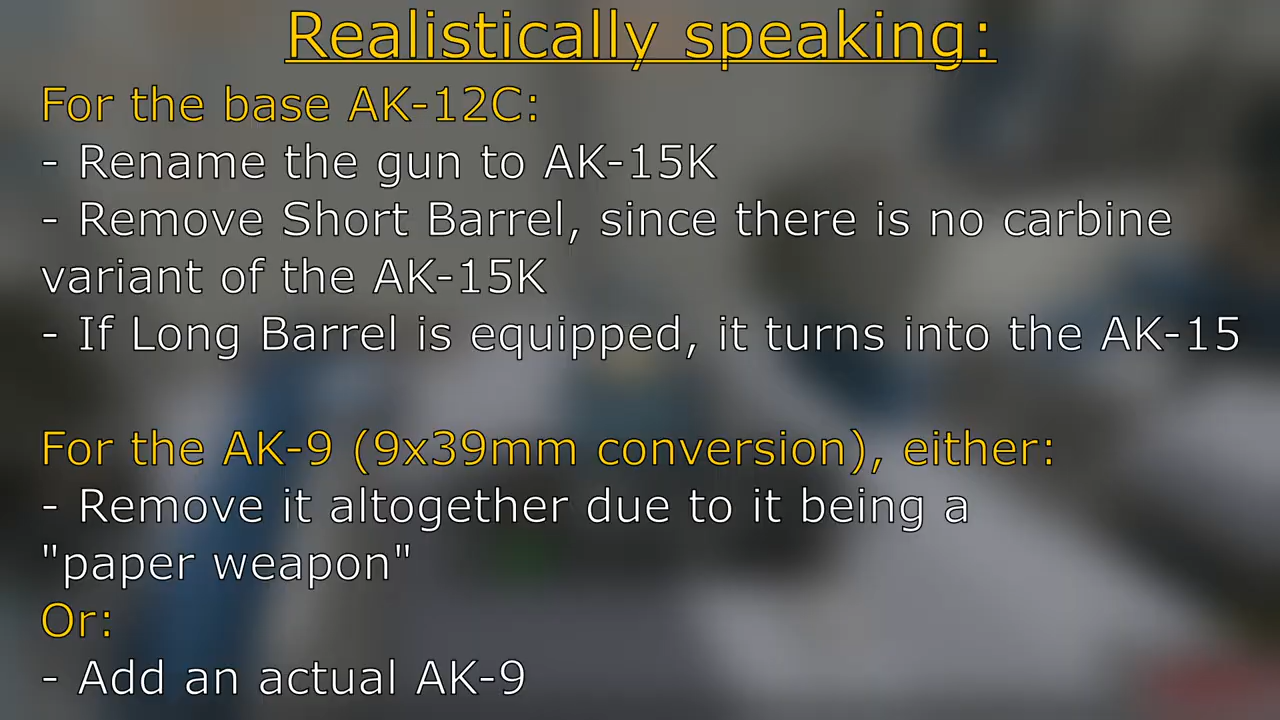 Realistically speaking:
For the base AK-12C:
- Rename the gun to AK-15K
- Remove Short Barrel, since there is no carbine
variant of the AK-15K
- If Long Barrel is equipped, it turns into the AK-15
For the AK-9 (9x39mm conversion), either:
- Remove it altogether due to it being a
"paper weapon"
Or:
- Add an actual AK-9